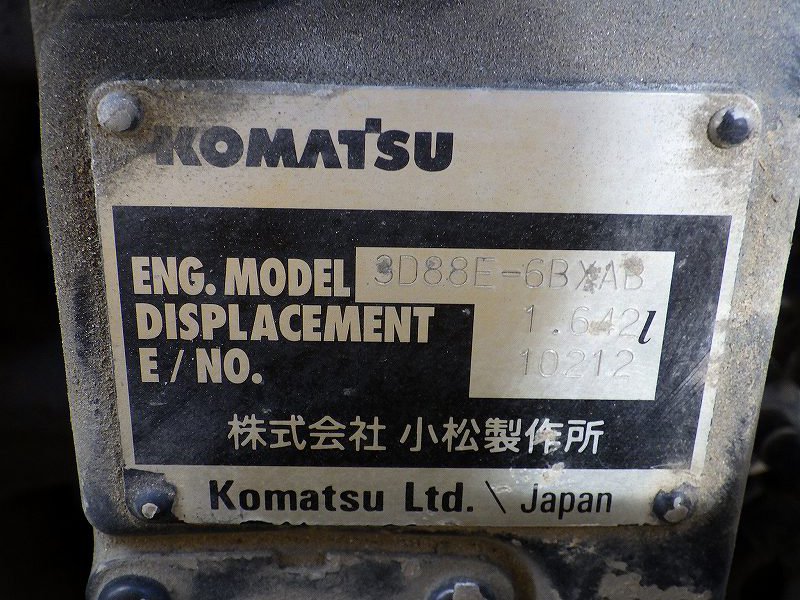 KOMATSU
ENG. MODEL 3D88E-6BXAB
DISPLACEMENT 1.642 l
E / NO. 10212
株式会社 小松製作所
Komatsu Ltd. \ Japan